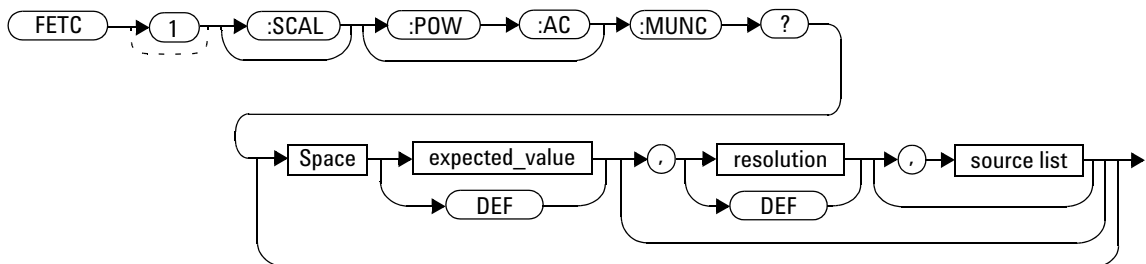 FETC 1 :SCAL :POW :AC :MUNC ?
Space expected_value , resolution , source list
DEF DEF